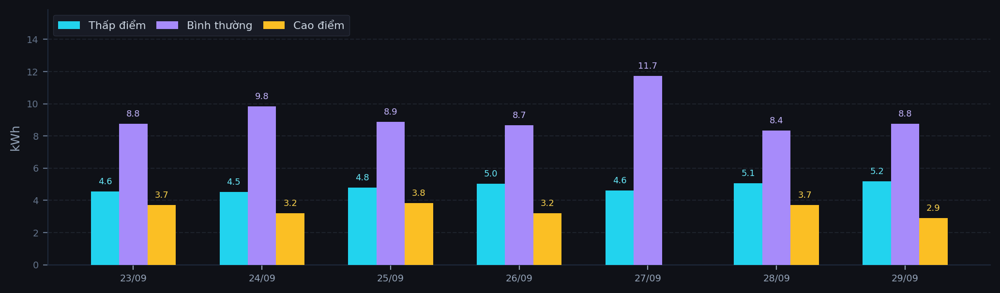 Thấp điểm Bình thường Cao điểm
kWh
14
12
10
8
6
4
2
0
4.6 8.8 3.7
4.5 9.8 3.2
4.8 8.9 3.8
5.0 8.7 3.2
4.6 11.7
5.1 8.4 3.7
5.2 8.8 2.9
23/09 24/09 25/09 26/09 27/09 28/09 29/09